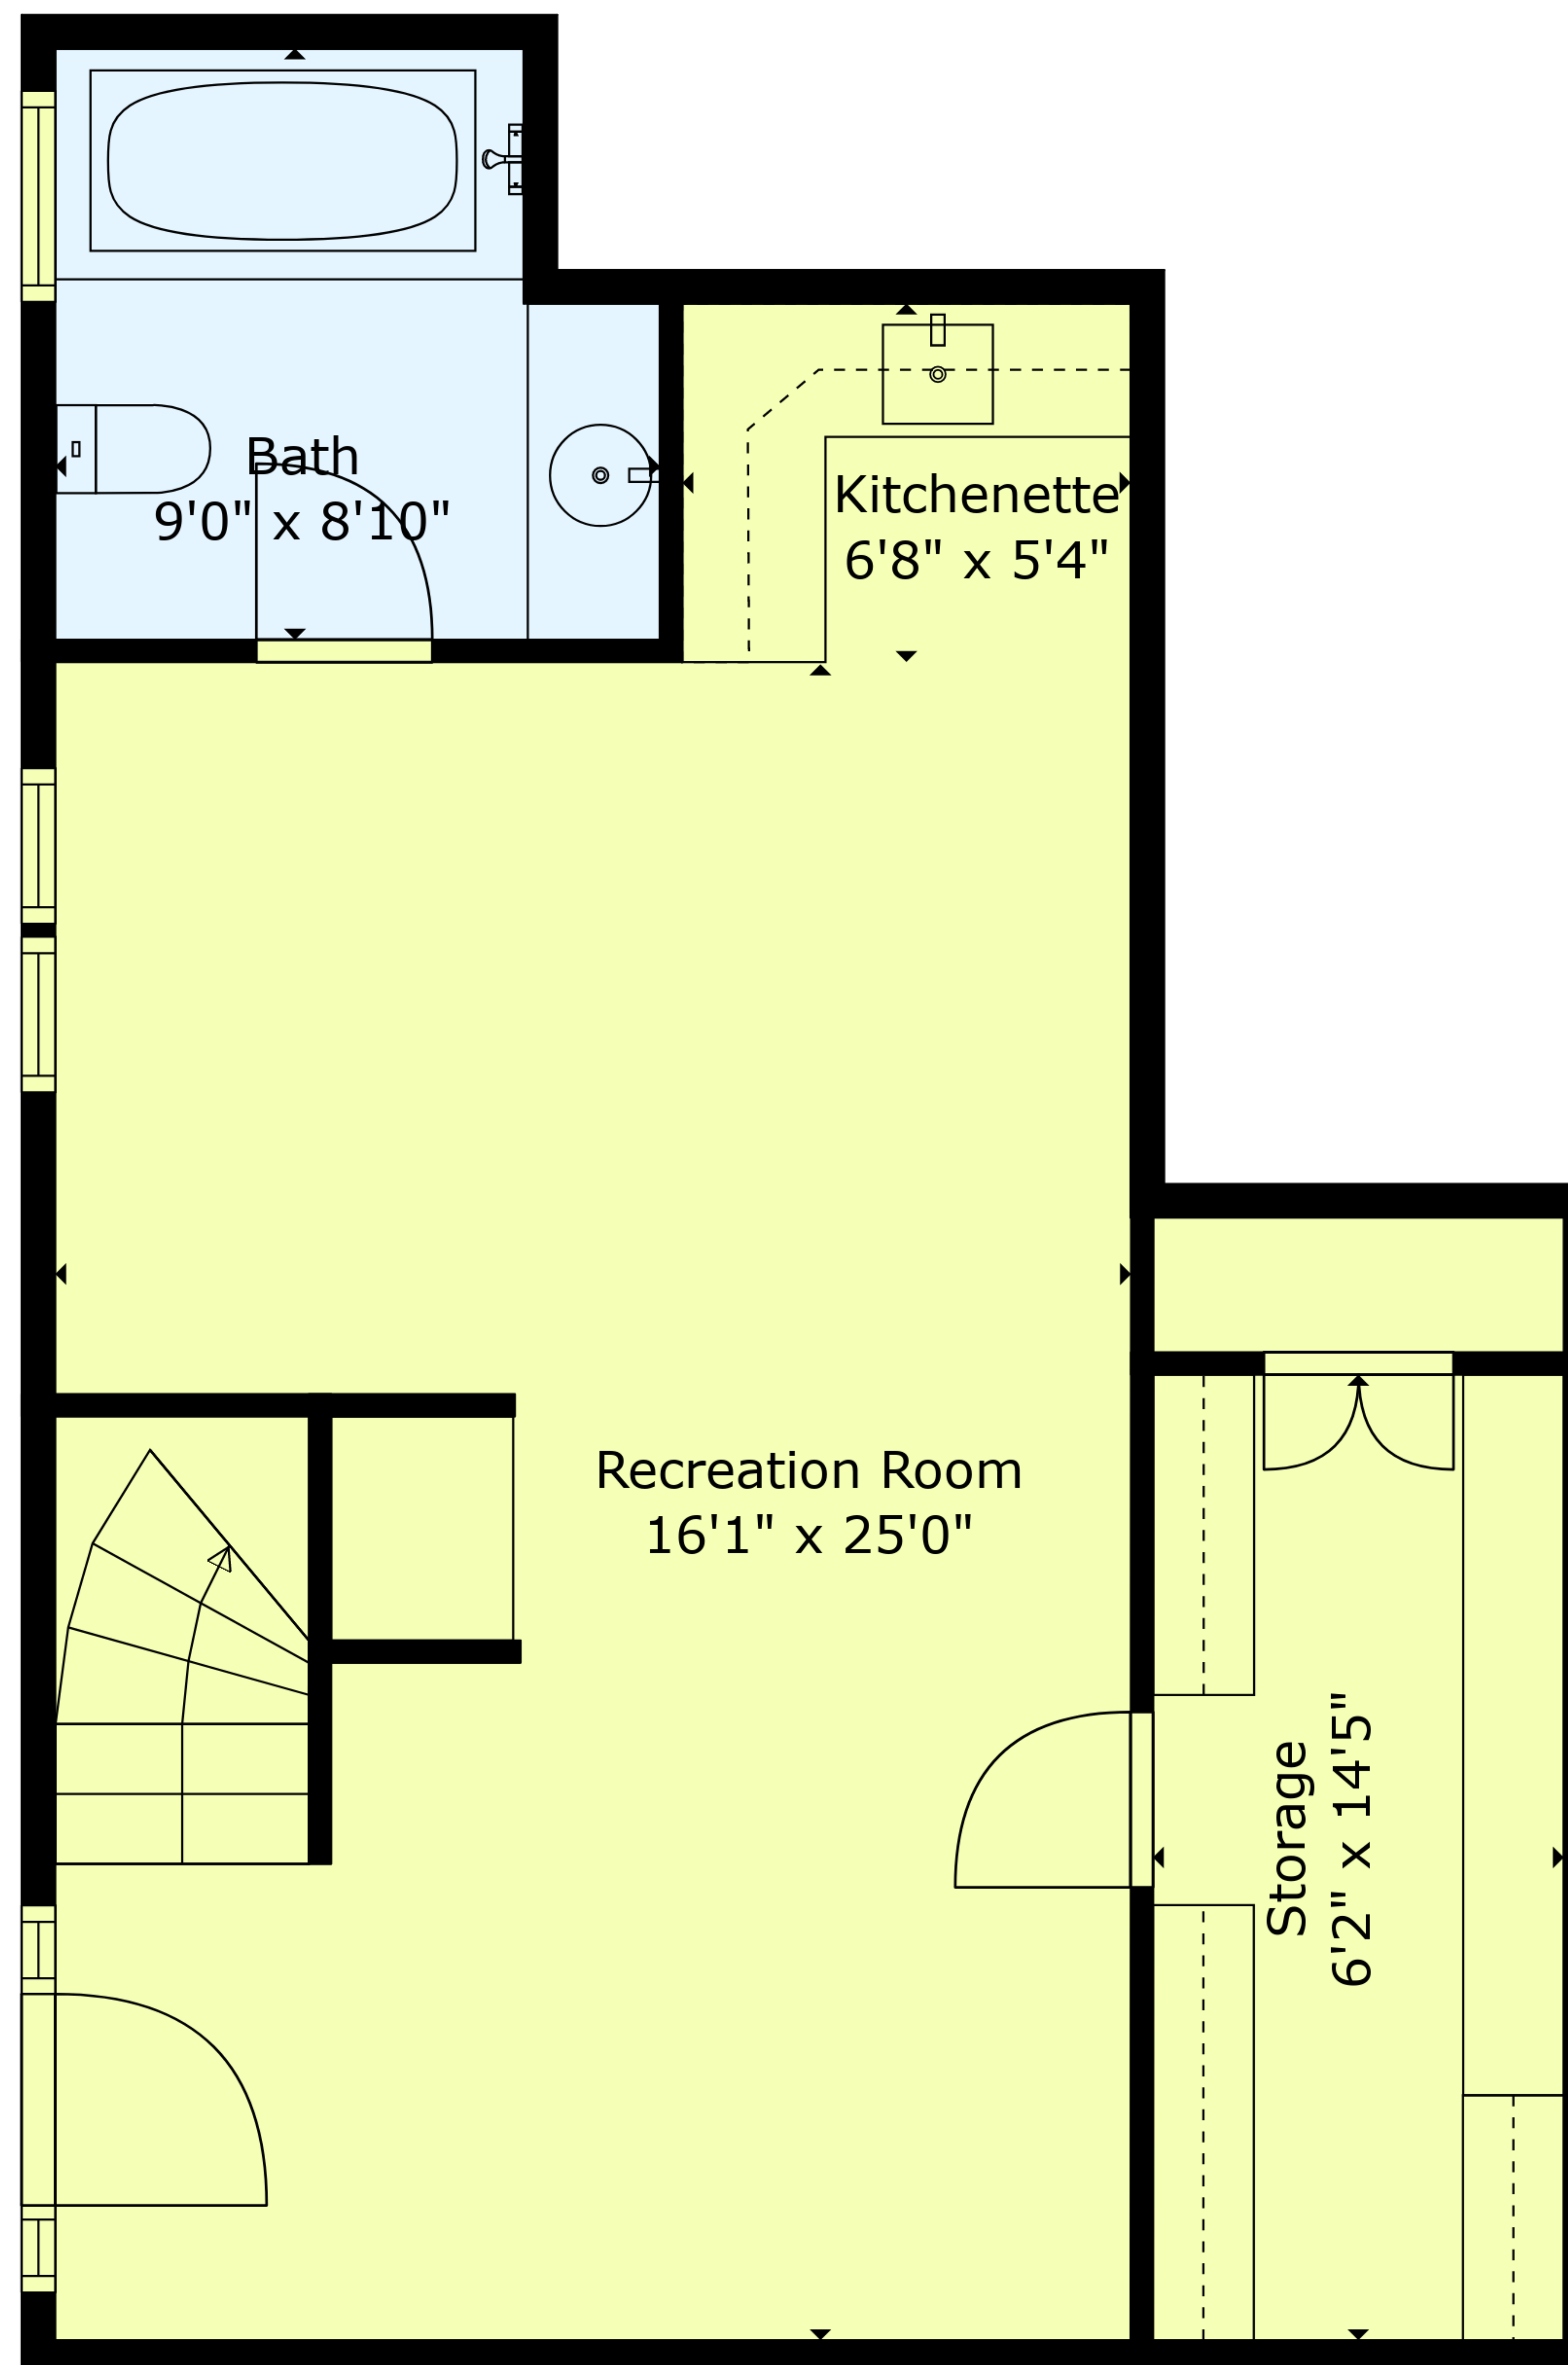 Bath
9'0" x 8'10"
Kitchenette
6'8" x 5'4"
Recreation Room
16'1" x 25'0"
Storage
6'2" x 14'5"